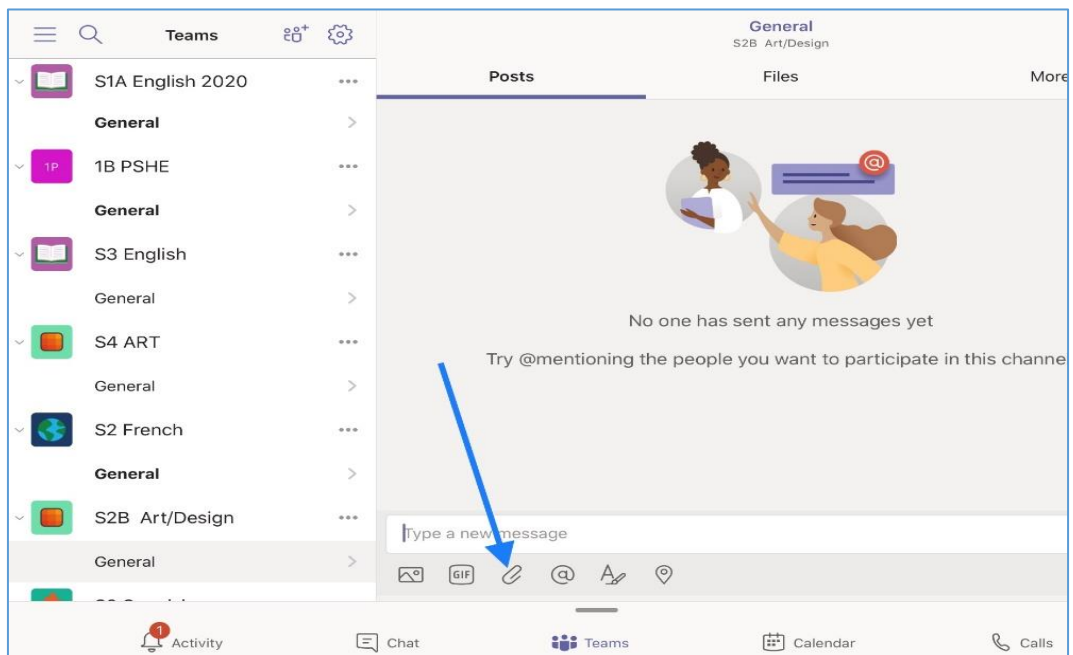 Teams
S1A English 2020
General
1P
1B PSHE
General
S3 English
General
S4 ART
General
S2 French
General
S2B Art/Design
General
General
S2B Art/Design
Posts Files More
@
No one has sent any messages yet
Try @mentioning the people you want to participate in this channe
Type a new message
GIF @ A
1
Activity Chat Teams Calendar Calls